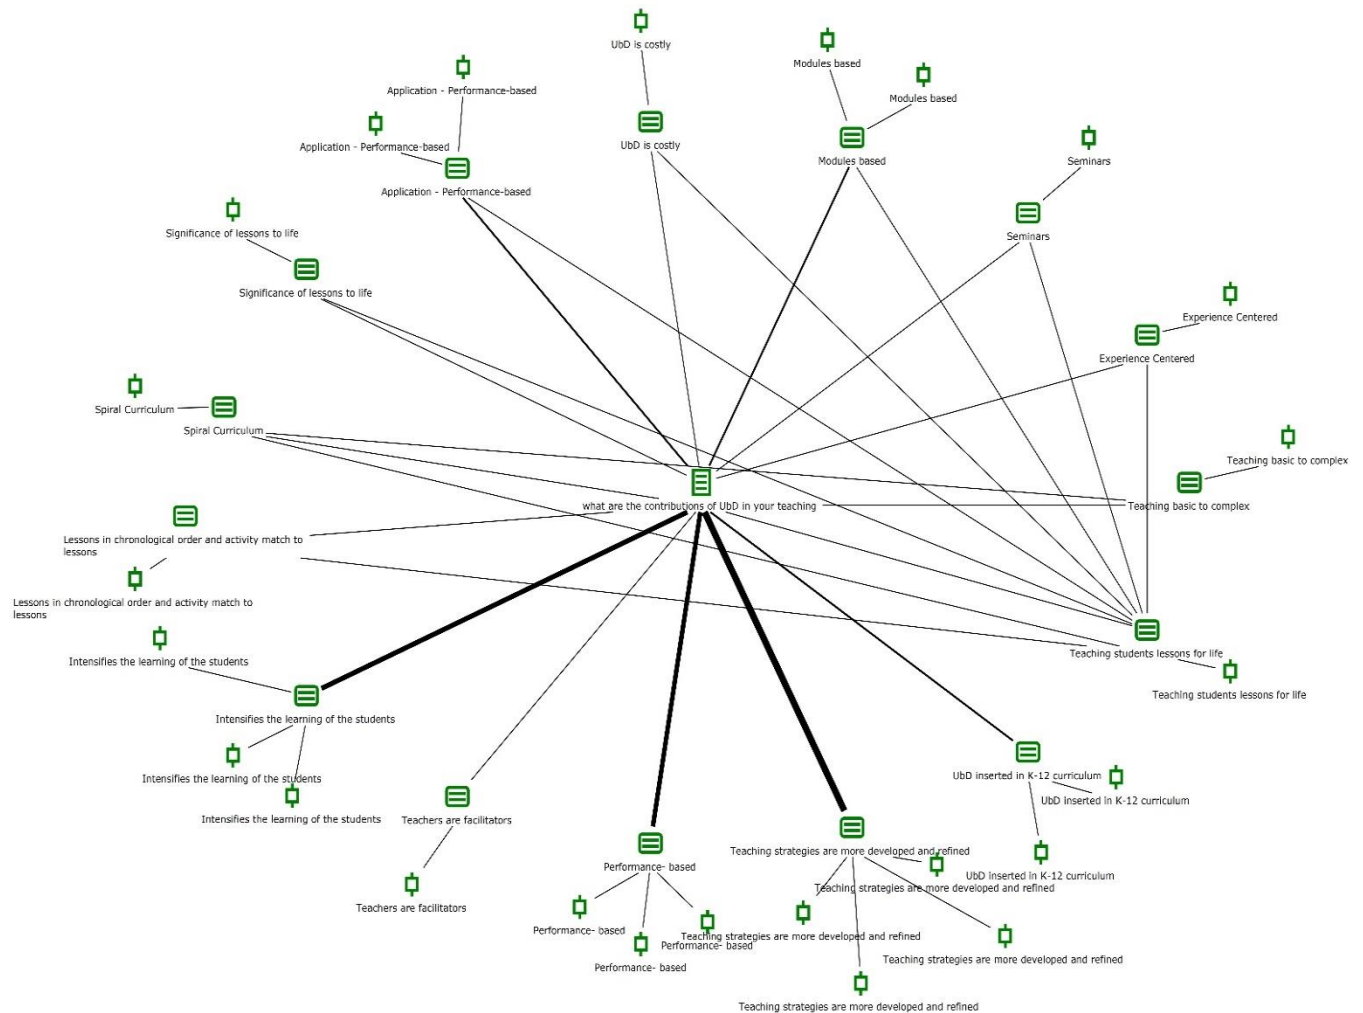 UbD is costly
Modules based
Application - Performance-based
Modules based
Application - Performance-based
UbD is costly
Modules based
Seminars
Application - Performance-based
Significance of lessons to life
Seminars
Significance of lessons to life
Experience Centered
Experience Centered
Spiral Curriculum
Spiral Curriculum
Teaching basic to complex
what are the contributions of UbD in your teaching
Teaching basic to complex
Lessons in chronological order and activity match to
lessons
Lessons in chronological order and activity match to
lessons
Teaching students lessons for life
Intensifies the learning of the students
Teaching students lessons for life
Intensifies the learning of the students
Intensifies the learning of the students
UbD inserted in K-12 curriculum
UbD inserted in K-12 curriculum
Intensifies the learning of the students
Teachers are facilitators
Teaching strategies are more developed and refined
Performance- based
UbD inserted in K-12 curriculum
Teaching strategies are more developed and refined
Teachers are facilitators
Performance- based
Teaching strategies are more developed and refined
Performance- based
Teaching strategies are more developed and refined
Performance- based
Teaching strategies are more developed and refined